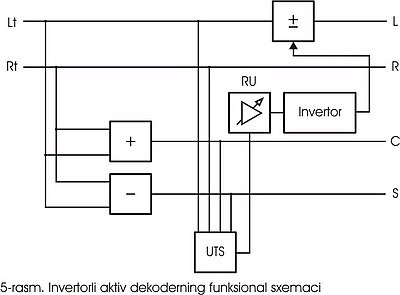 Lt
±
L
Rt
R
RU
Invertor
+
C
−
S
UTS
5-rasm. Invertorli aktiv dekoderning funksional sxemaci